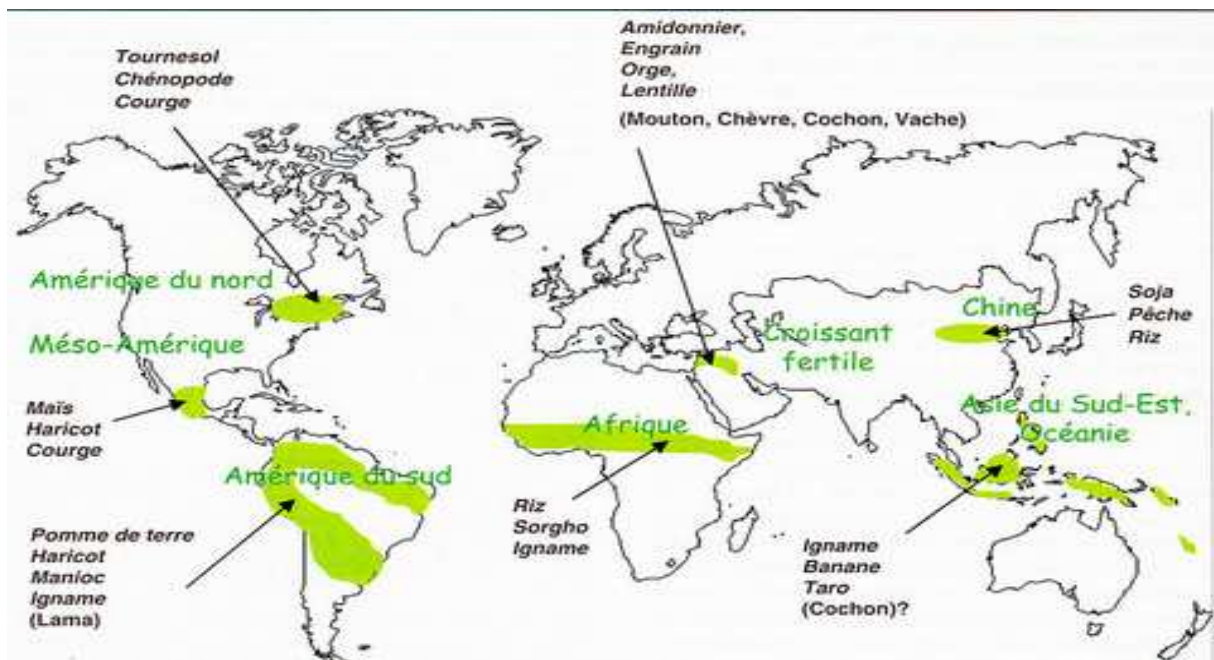 Tournesol
Chénopode
Courge
Amidonnier,
Engrain
Orge,
Lentille
(Mouton, Chèvre, Cochon, Vache)
Amérique du nord
Méso-Amérique
Maïs
Haricot
Courge
Amérique du sud
Pomme de terre
Haricot
Manioc
Igname
(Lama)
Afrique
Riz
Sorgho
Igname
Croissant
fertile
Chine
Soja
Pêche
Riz
Asie du Sud-Est,
Océanie
Igname
Banane
Taro
(Cochon)?